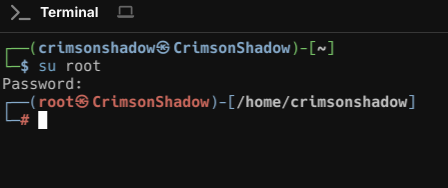 Terminal
┌──(crimsonshadow㉿CrimsonShadow)-[~]
└─$ su root
Password:
┌──(root㉿CrimsonShadow)-[/home/crimsonshadow]
└─#